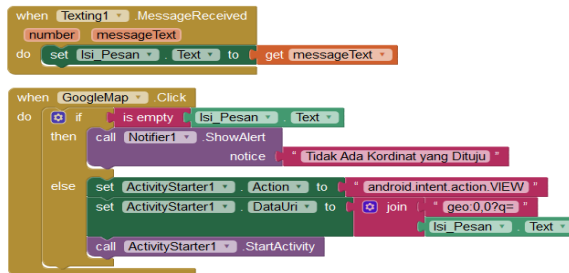 when Texting1 .MessageReceived
number messageText
do set Isi_Pesan . Text to get messageText
when GoogleMap .Click
do if is empty Isi_Pesan . Text
then call Notifier1 .ShowAlert
notice " Tidak Ada Kordinat yang Dituju "
else set ActivityStarter1 . Action to " android.intent.action.VIEW "
set ActivityStarter1 . DataUri to join " geo:0,0?q= "
Isi_Pesan . Text
call ActivityStarter1 .StartActivity